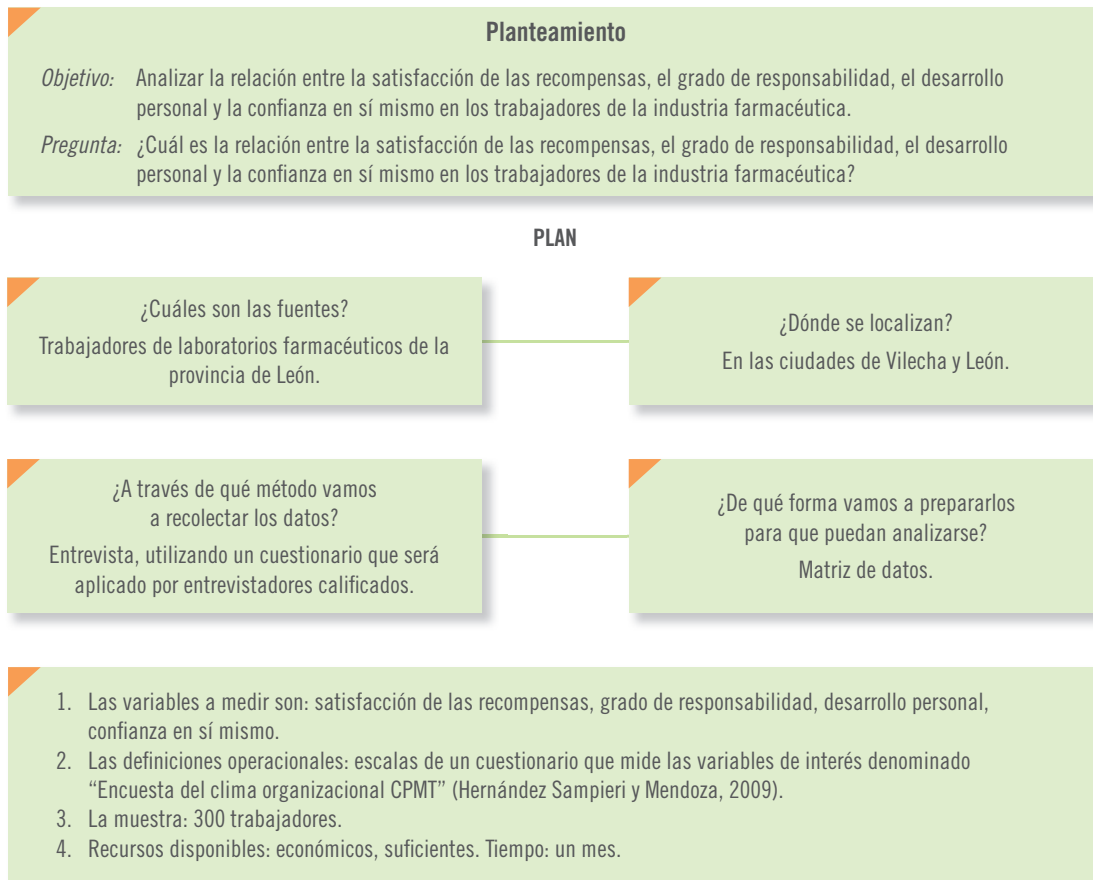 Planteamiento
Objetivo: Analizar la relación entre la satisfacción de las recompensas, el grado de responsabilidad, el desarrollo
personal y la confianza en sí mismo en los trabajadores de la industria farmacéutica.
Pregunta: ¿Cuál es la relación entre la satisfacción de las recompensas, el grado de responsabilidad, el desarrollo
personal y la confianza en sí mismo en los trabajadores de la industria farmacéutica?
PLAN
¿Cuáles son las fuentes?
Trabajadores de laboratorios farmacéuticos de la
provincia de León.
¿Dónde se localizan?
En las ciudades de Vilecha y León.
¿A través de qué método vamos
a recolectar los datos?
Entrevista, utilizando un cuestionario que será
aplicado por entrevistadores calificados.
¿De qué forma vamos a prepararlos
para que puedan analizarse?
Matriz de datos.
1. Las variables a medir son: satisfacción de las recompensas, grado de responsabilidad, desarrollo personal,
confianza en sí mismo.
2. Las definiciones operacionales: escalas de un cuestionario que mide las variables de interés denominado
“Encuesta del clima organizacional CPMT” (Hernández Sampieri y Mendoza, 2009).
3. La muestra: 300 trabajadores.
4. Recursos disponibles: económicos, suficientes. Tiempo: un mes.